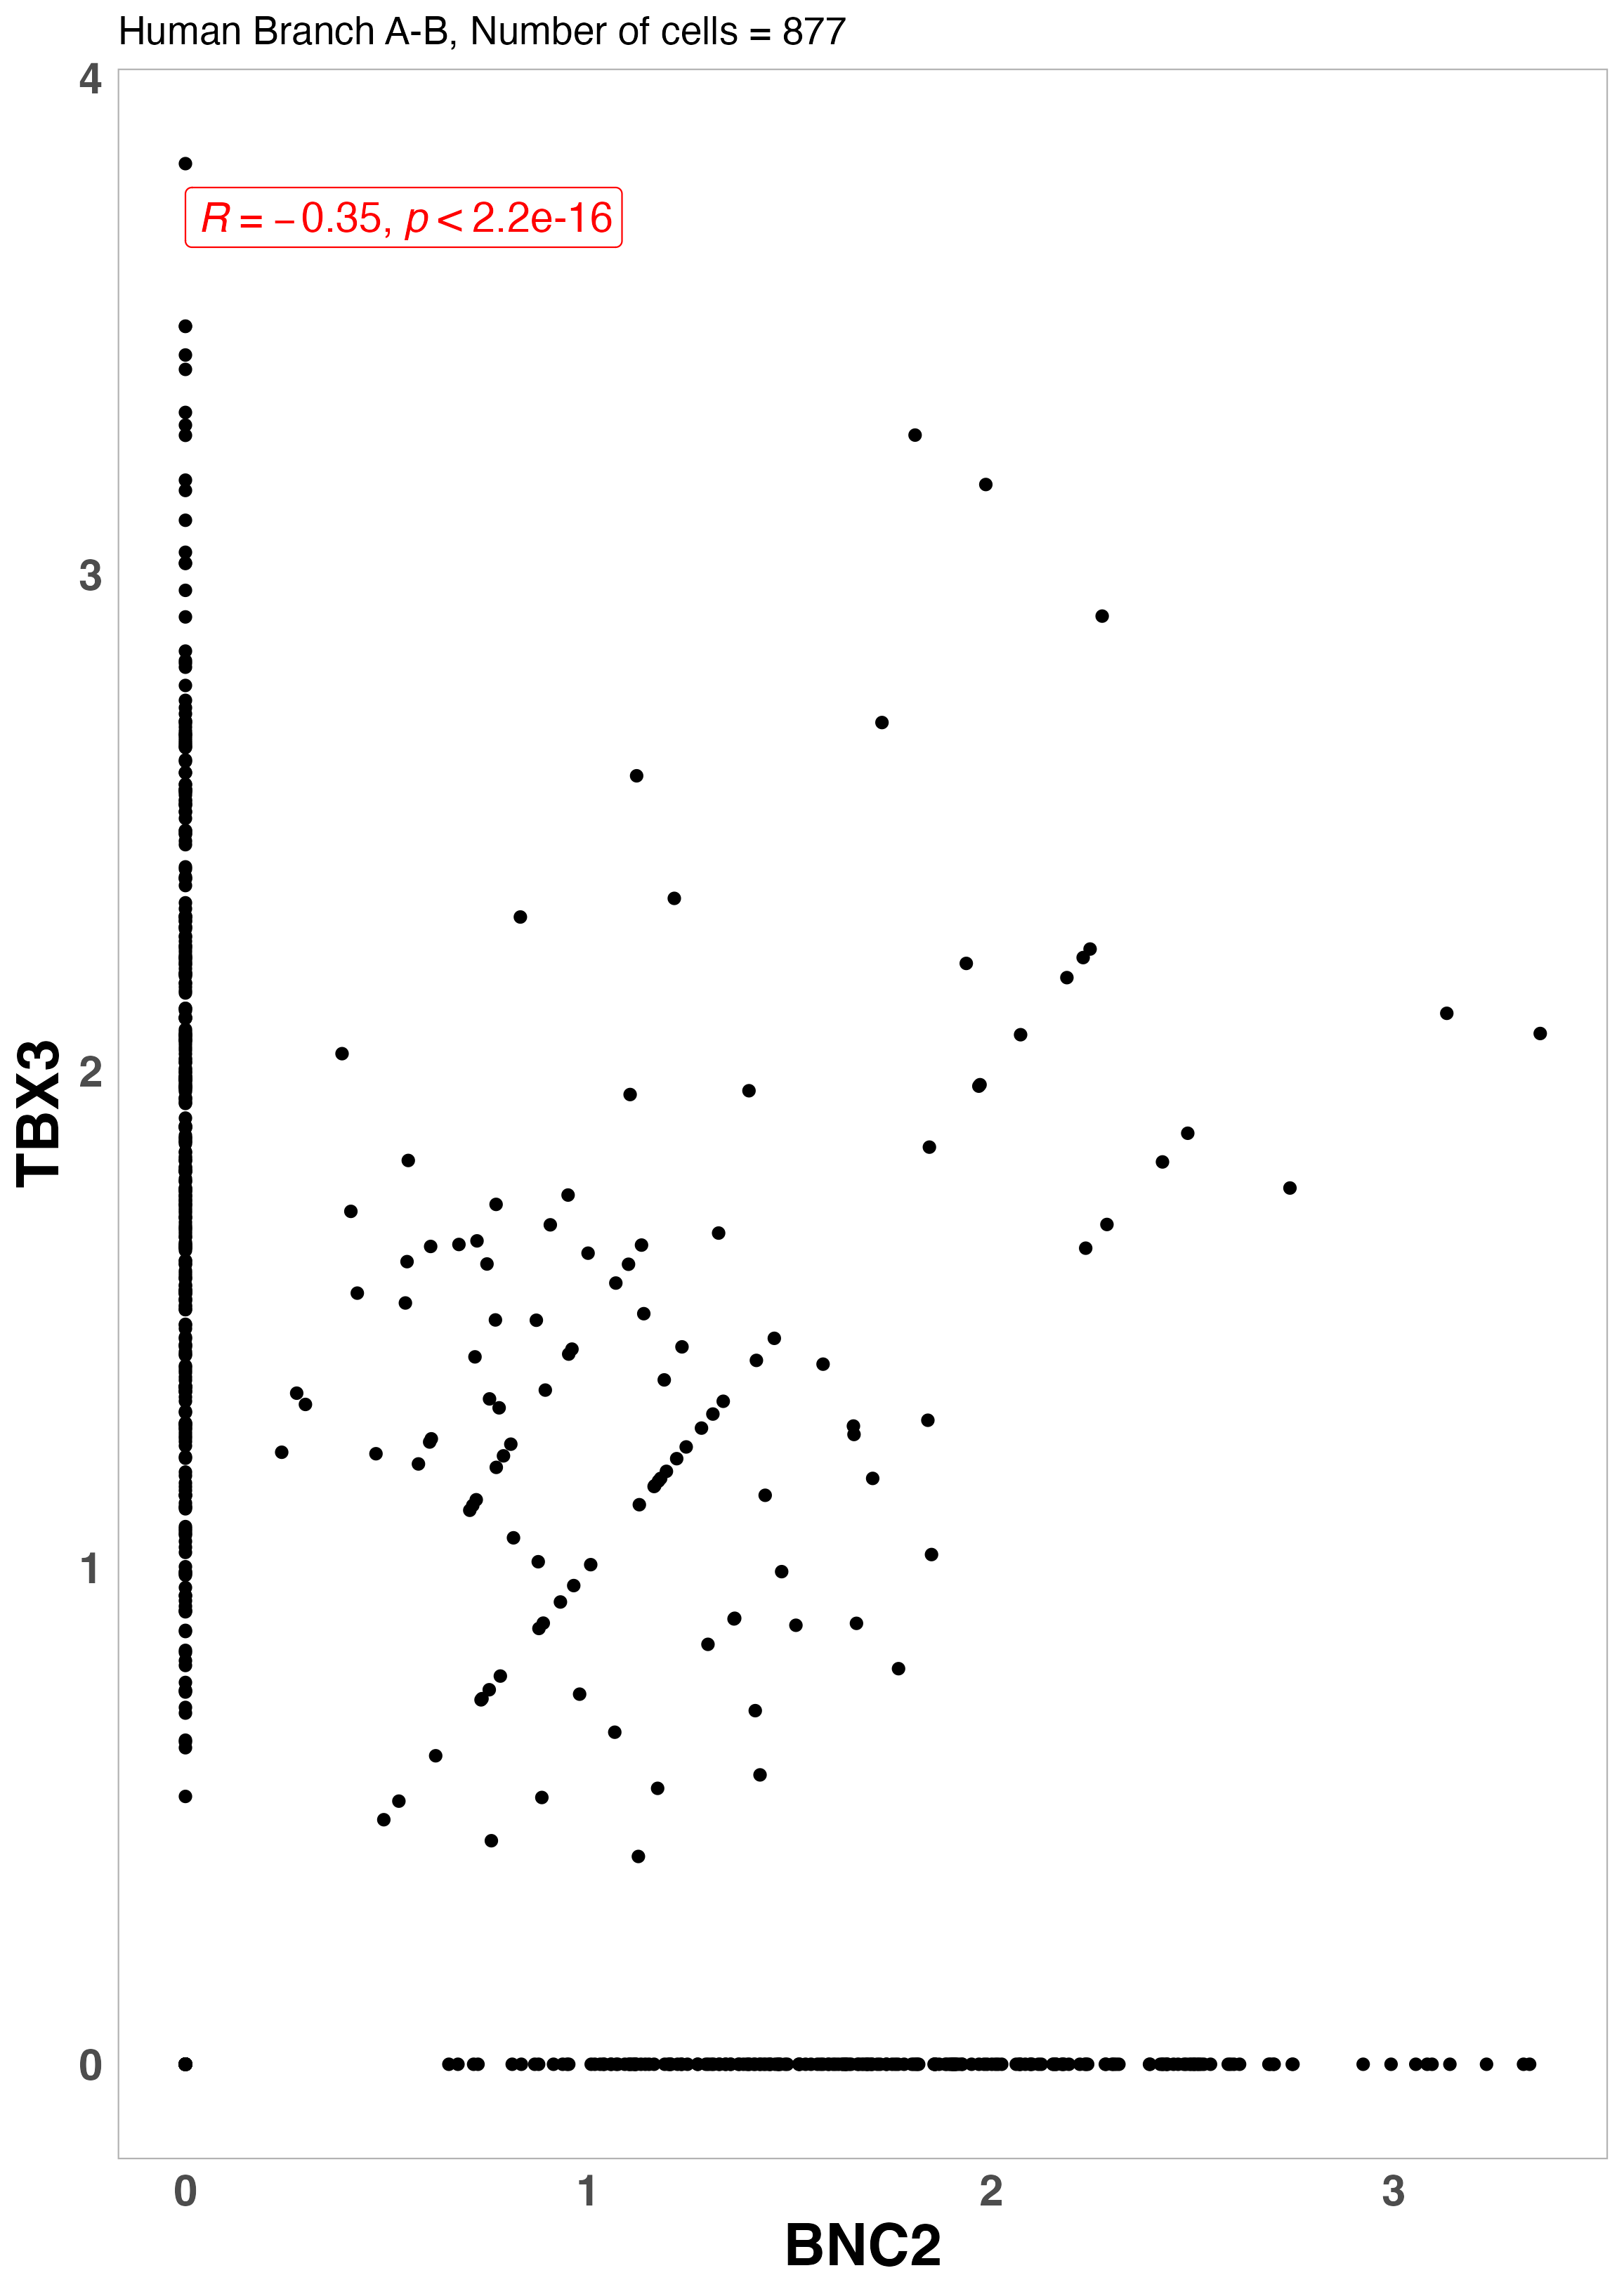 Human Branch A-B, Number of cells = 877
4
R = −0.35, p < 2.2e-16
3
TBX3
2
1
0
0 1 2 3
BNC2